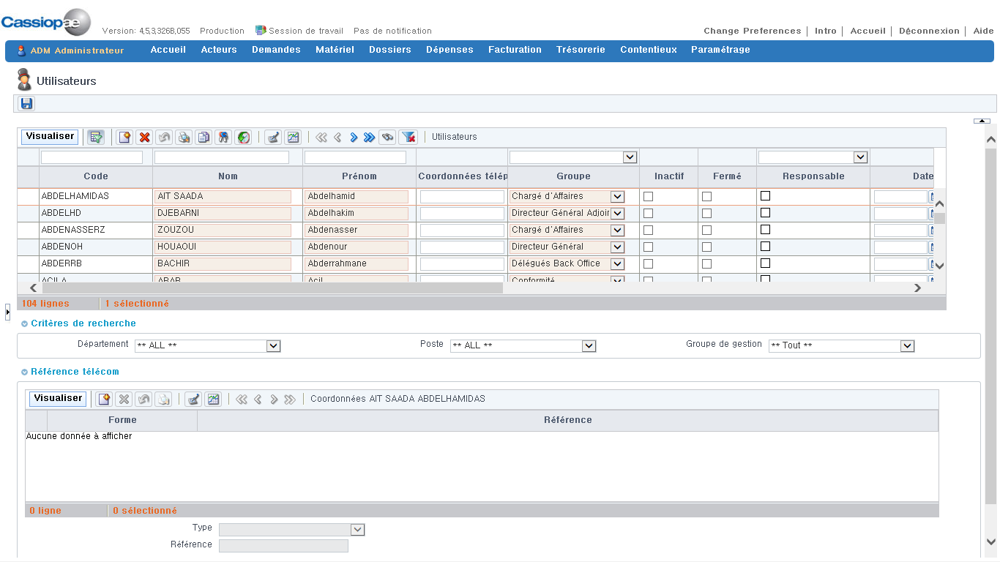 Cassiopae
Version: 4,5,3,326B,055 Production Session de travail Pas de notification
Change Preferences | Intro | Accueil | Déconnexion | Aide
ADM Administrateur Accueil Acteurs Demandes Matériel Dossiers Dépenses Facturation Trésorerie Contentieux Paramétrage
Utilisateurs
Visualiser Utilisateurs
Code Nom Prénom Coordonnées télép Groupe Inactif Fermé Responsable Date
ABDELHAMIDAS AIT SAADA Abdelhamid Chargé d'Affaires
ABDELHD DJEBARNI Abdelhakim Directeur Général Adjoir
ABDENASSERZ ZOUZOU Abdenasser Chargé d'Affaires
ABDENOH HOUAOUI Abdenour Directeur Général
ABDERRB BACHIR Abderrahmane Délégués Back Office
ACILA ARAB Acil Conformité
104 lignes 1 sélectionné
Critères de recherche
Département ** ALL ** Poste ** ALL ** Groupe de gestion ** Tout **
Référence télécom
Visualiser Coordonnées AIT SAADA ABDELHAMIDAS
Forme Référence
Aucune donnée à afficher
0 ligne 0 sélectionné
Type
Référence